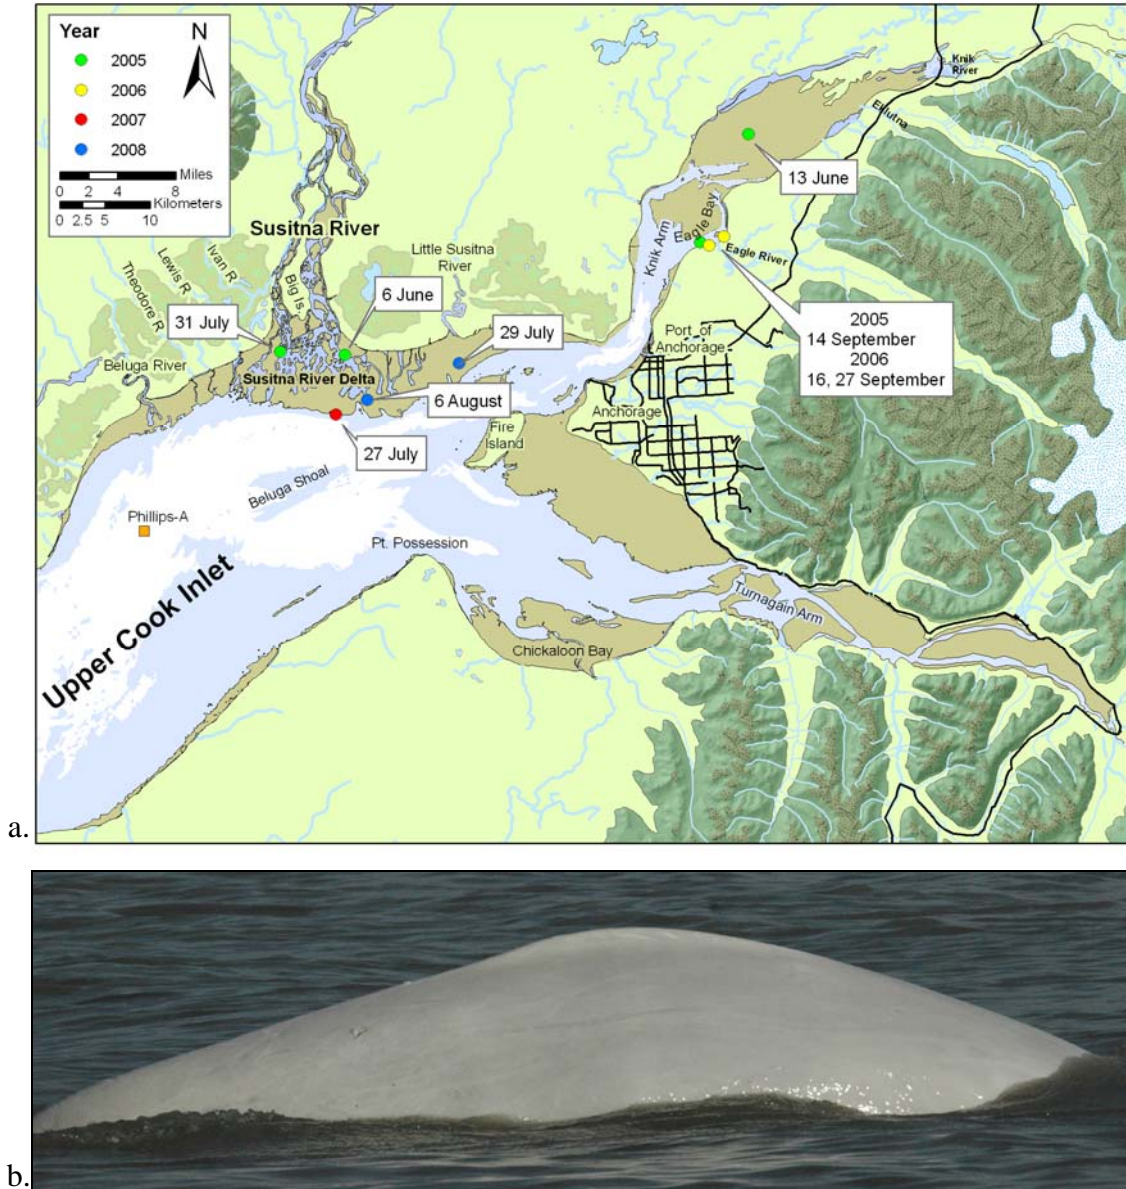 Year
N
2005
2006
2007
2008
Miles
0 2 4 8
Kilometers
0 2.5 5 10
Susitna River
Ivan R
Lewis R
Theodore R
Big Is.
Little Susitna
River
Knik
River
Eklutna
13 June
Knik Arm
Eagle Bay
Eagle River
6 June
31 July
29 July
2005
14 September
2006
16, 27 September
Port of
Anchorage
Beluga River
Susitna River Delta
6 August
Anchorage
Fire
Island
27 July
Beluga Shoal
Phillips-A
Pt. Possession
Upper Cook Inlet
Turnagain Arm
Chickaloon Bay
a.
b.